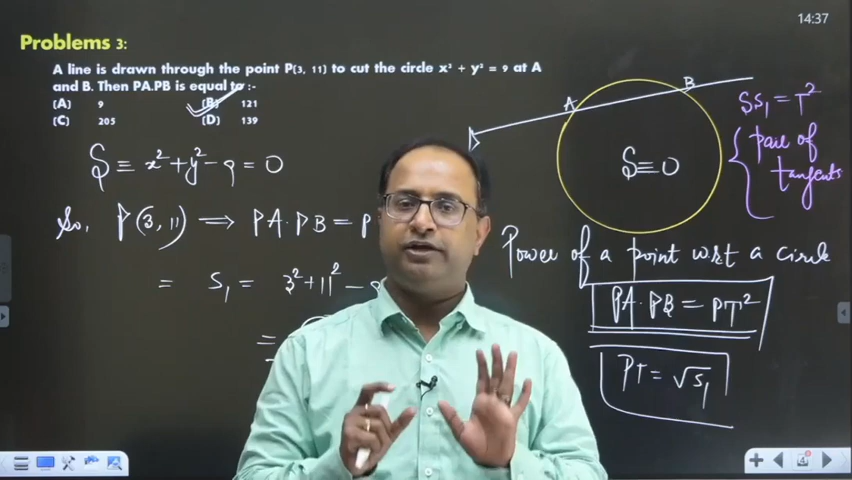 14:37
Problems 3:
A line is drawn through the point P(3, 11) to cut the circle x² + y² = 9 at A
and B. Then PA.PB is equal to :-
(A) 9 (B) 121
(C) 205 (D) 139
S ≡ x² + y² - 9 = 0
So, P(3, 11) ⟹ PA·PB = P
= S₁ = 3² + 11² - 9
=
A B
S ≡ 0
SS₁ = T²
pair of
tangents
Power of a point w.r.t a circle
PA·PB = PT²
PT = √S₁
4